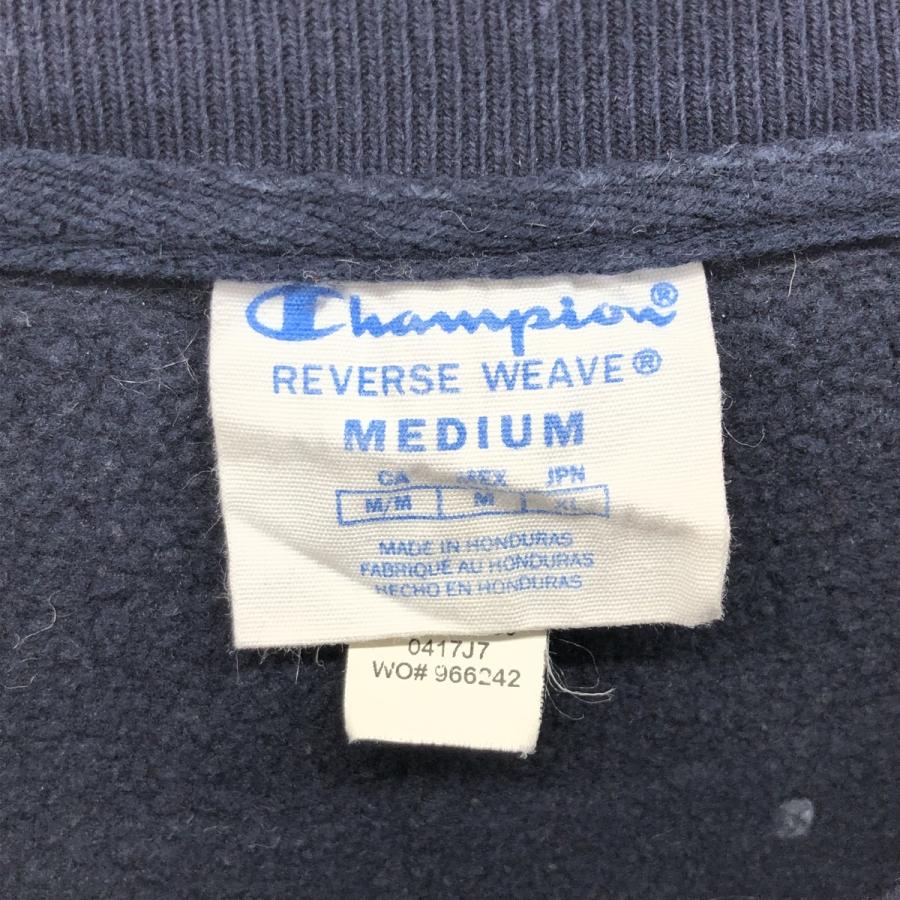 Champion®
REVERSE WEAVE®
MEDIUM
CA MEX JPN
M/M M XL
MADE IN HONDURAS
FABRIQUÉ AU HONDURAS
HECHO EN HONDURAS
0417J7
WO# 966242